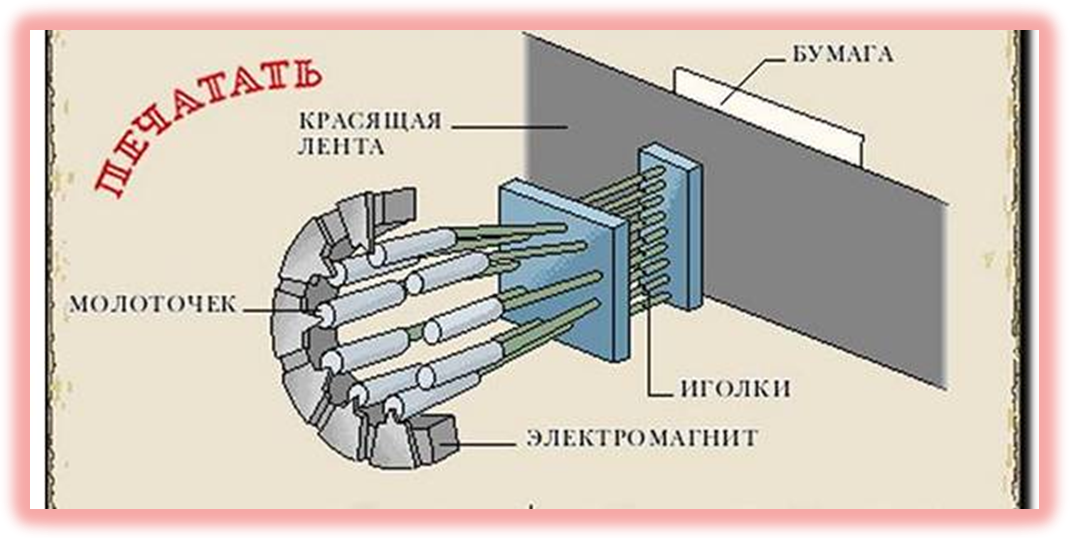 ПЕЧАТАТЬ
БУМАГА
КРАСЯЩАЯ
ЛЕНТА
МОЛОТОЧЕК
ИГОЛКИ
ЭЛЕКТРОМАГНИТ